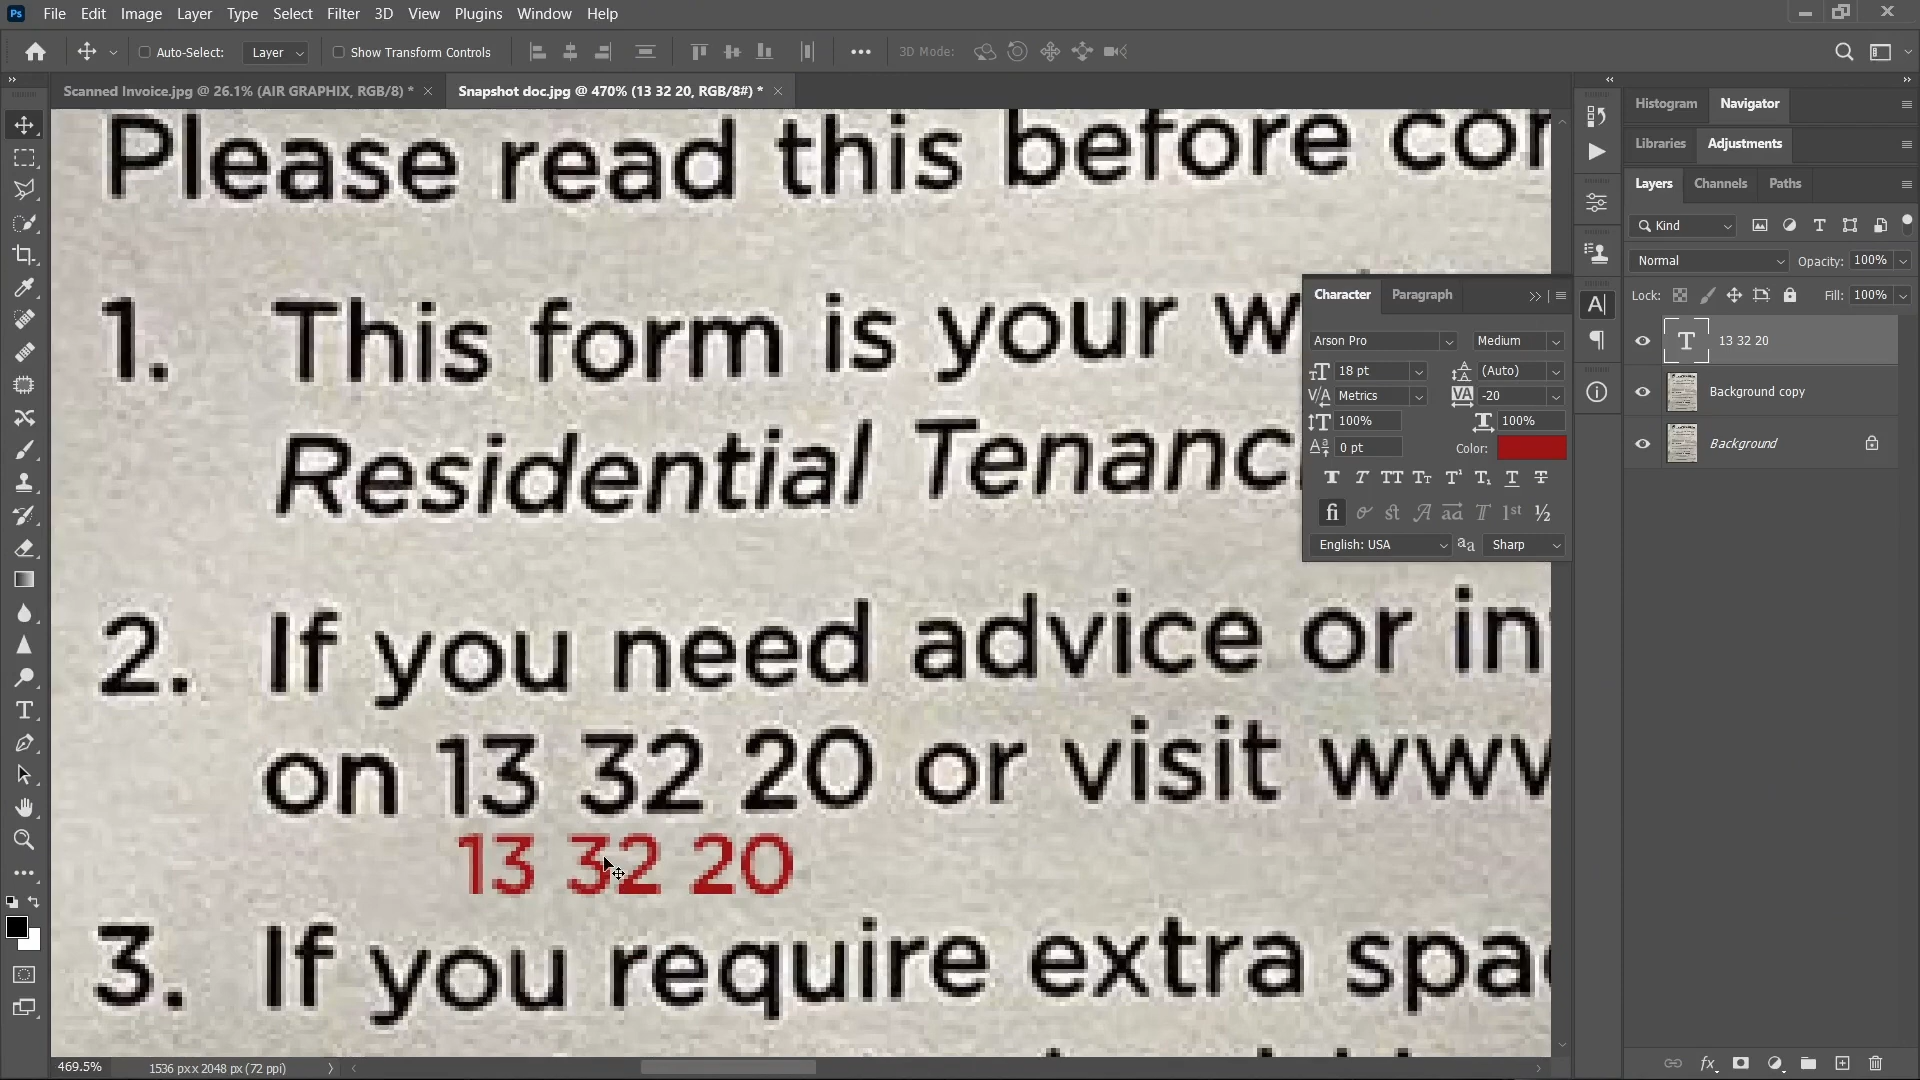 Ps File Edit Image Layer Type Select Filter 3D View Plugins Window Help
Auto-Select: Layer Show Transform Controls 3D Mode:
Scanned Invoice.jpg @ 26.1% (AIR GRAPHIX, RGB/8) * Snapshot doc.jpg @ 470% (13 32 20, RGB/8#) *
Please read this before
1. This form is your
Residential
2. If you need advice or
on 13 32 20 or visit
13 32 20
3. If you require extra
Character Paragraph
Arson Pro Medium
18 pt (Auto)
Metrics -20
100% 100%
0 pt Color:
English: USA Sharp
Histogram Navigator
Libraries Adjustments
Layers Channels Paths
Kind
Normal Opacity: 100%
Lock: Fill: 100%
13 32 20
Background copy
Background
469.5% 1536 px x 2048 px (72 ppi)